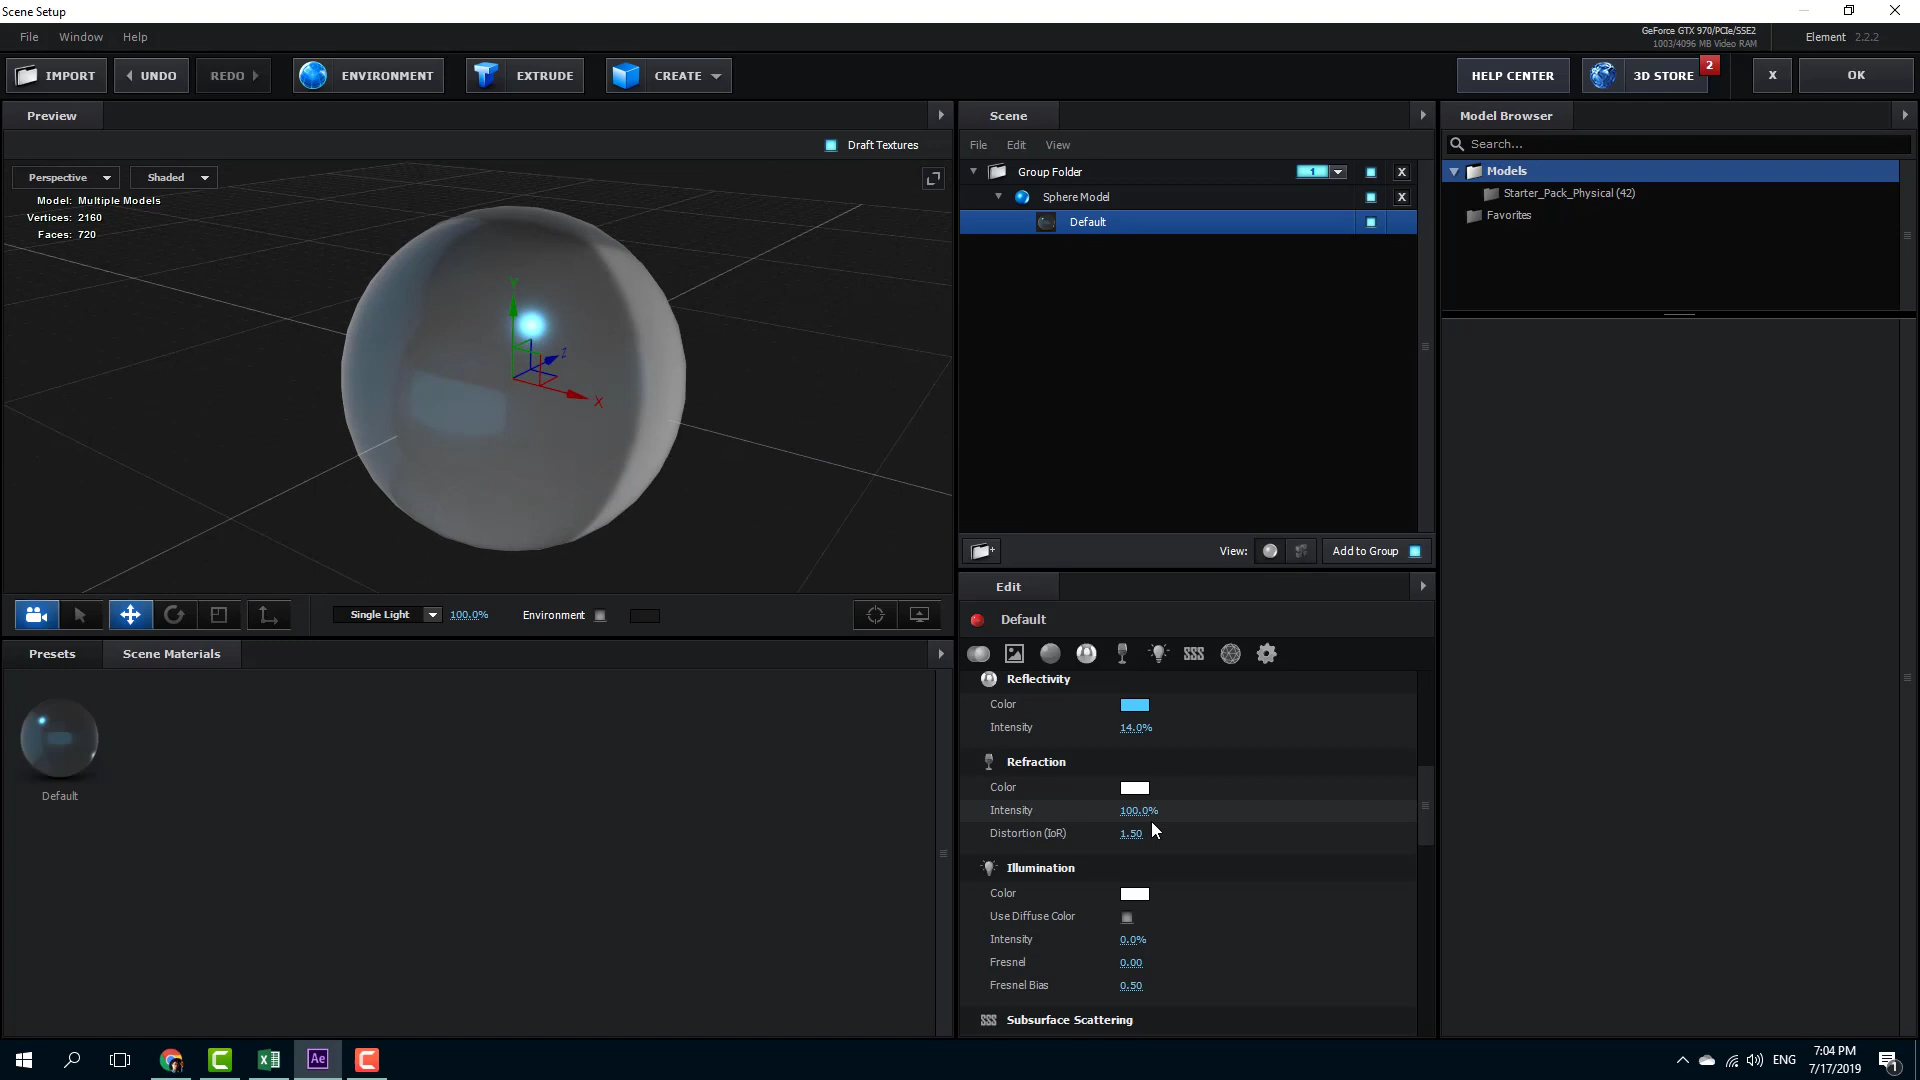 Scene Setup
File Window Help
GeForce GTX 970/PCIe/SSE2
1003/4096 MB Video RAM
Element 2.2.2
IMPORT UNDO REDO ENVIRONMENT EXTRUDE CREATE HELP CENTER 3D STORE 2 X OK
Preview
Draft Textures
Perspective Shaded
Model: Multiple Models
Vertices: 2160
Faces: 720
Y
Z
X
Single Light 100.0% Environment
Presets Scene Materials
Default
Scene
File Edit View
Group Folder 1 X
Sphere Model X
Default
View: Add to Group
Edit
Default
Reflectivity
Color
Intensity 14.0%
Refraction
Color
Intensity 100.0%
Distortion (IoR) 1.50
Illumination
Color
Use Diffuse Color
Intensity 0.0%
Fresnel 0.00
Fresnel Bias 0.50
Subsurface Scattering
Model Browser
Search...
Models
Starter_Pack_Physical (42)
Favorites
Ae
ENG
7:04 PM
7/17/2019
1